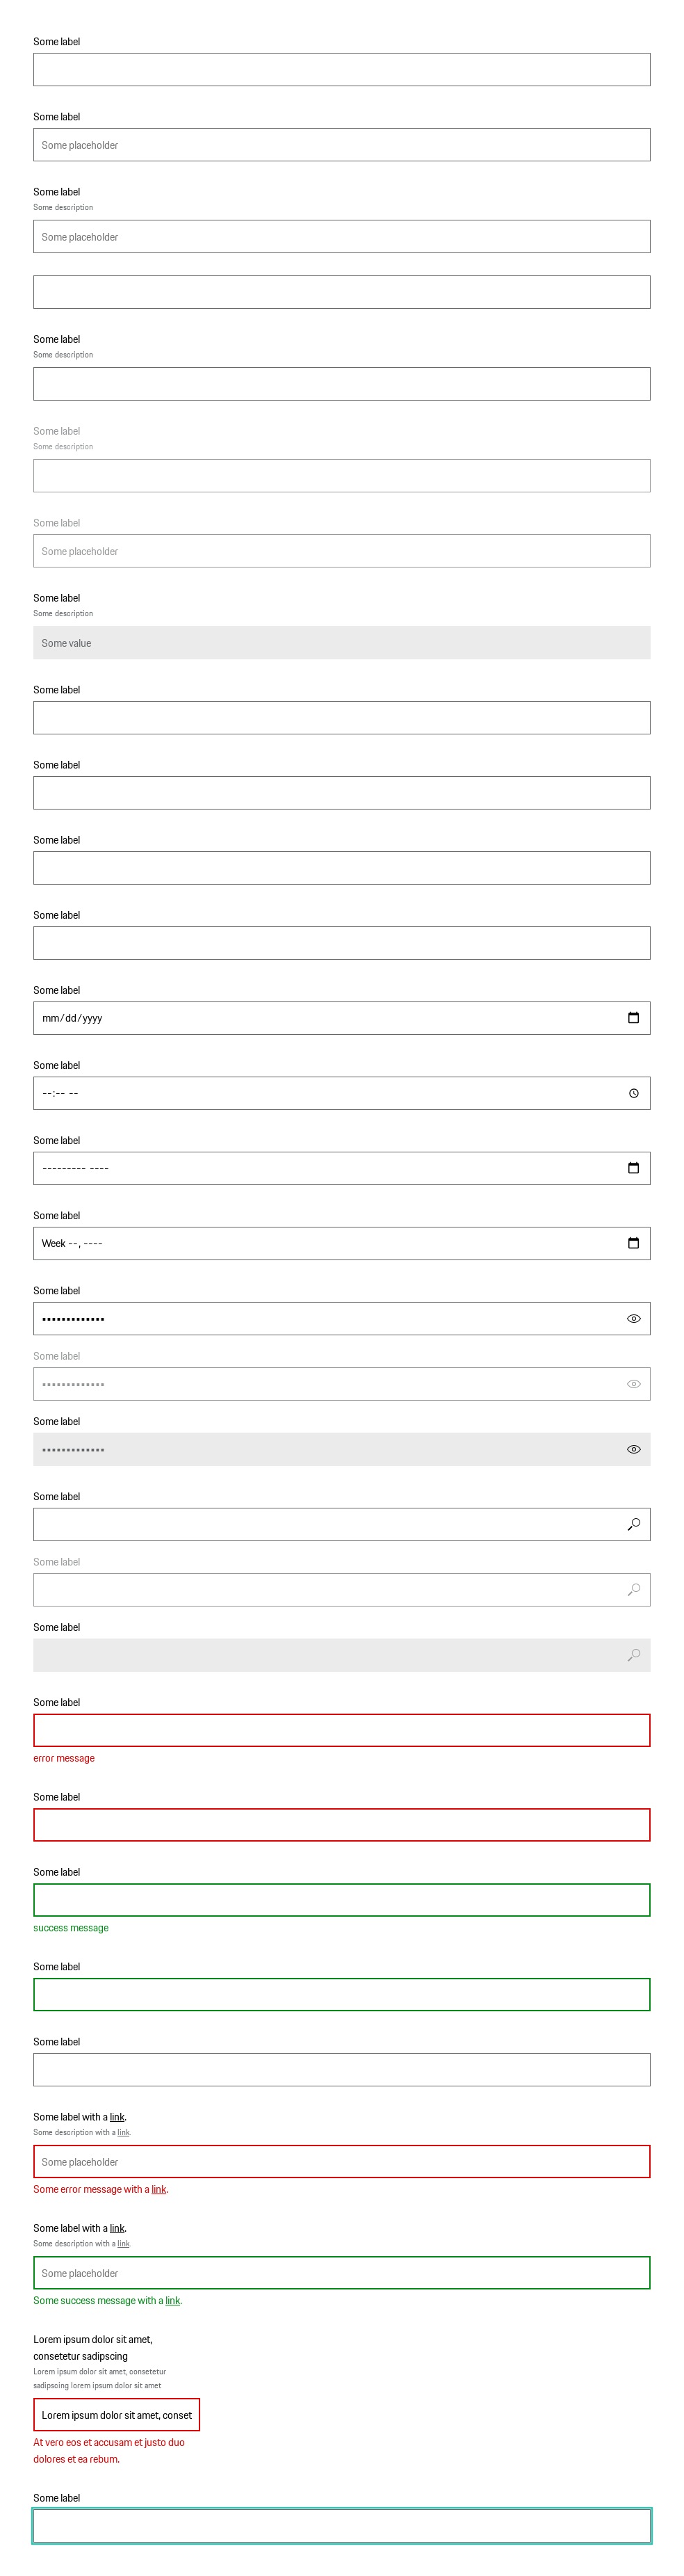 Some label
Some label
Some placeholder
Some label
Some description
Some placeholder
Some label
Some description
Some label
Some description
Some label
Some placeholder
Some label
Some description
Some value
Some label
Some label
Some label
Some label
Some label
mm/dd/yyyy
Some label
--:-- --
Some label
--------- ----
Some label
Week --, ----
Some label
•••••••••••••
Some label
•••••••••••••
Some label
•••••••••••••
Some label
Some label
Some label
Some label
error message
Some label
Some label
success message
Some label
Some label
Some label with a link.
Some description with a link.
Some placeholder
Some error message with a link.
Some label with a link.
Some description with a link.
Some placeholder
Some success message with a link.
Lorem ipsum dolor sit amet,
consetetur sadipscing
Lorem ipsum dolor sit amet, consetetur
sadipscing lorem ipsum dolor sit amet
Lorem ipsum dolor sit amet, conset
At vero eos et accusam et justo duo
dolores et ea rebum.
Some label